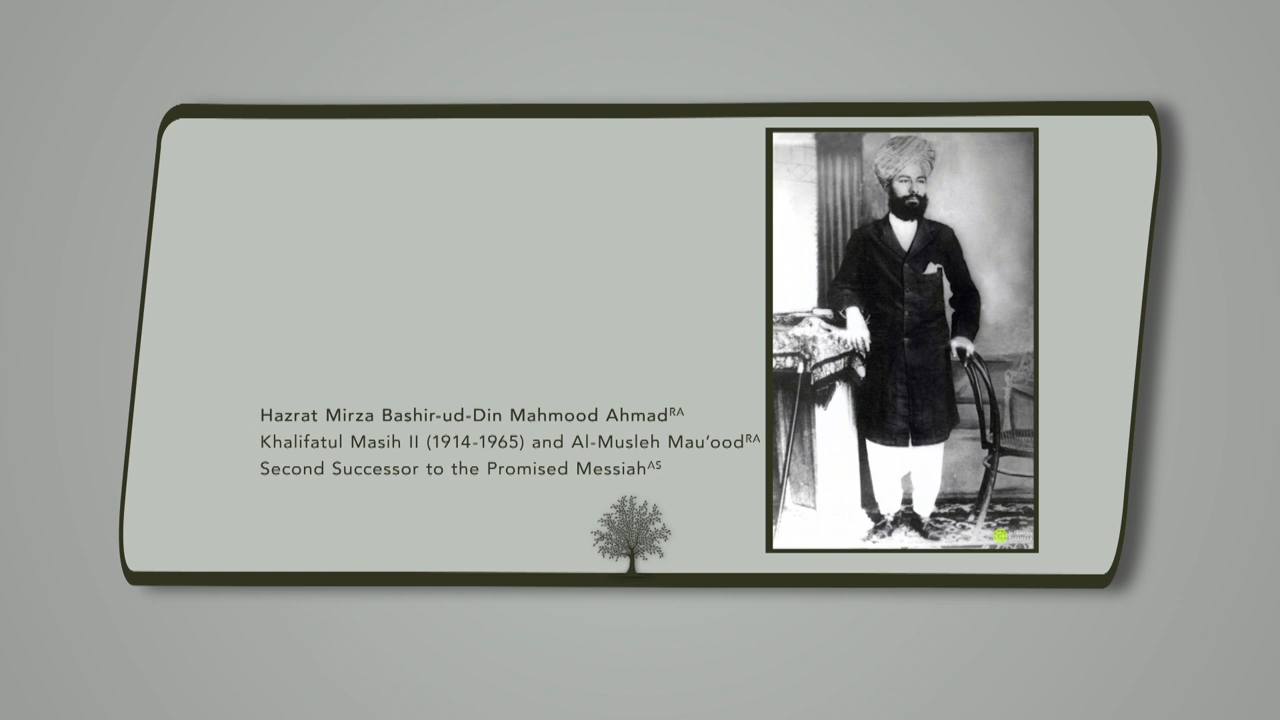 Hazrat Mirza Bashir-ud-Din Mahmood Ahmadᴿᴬ
Khalifatul Masih II (1914-1965) and Al-Musleh Mau’oodᴿᴬ
Second Successor to the Promised Messiahᴬˢ